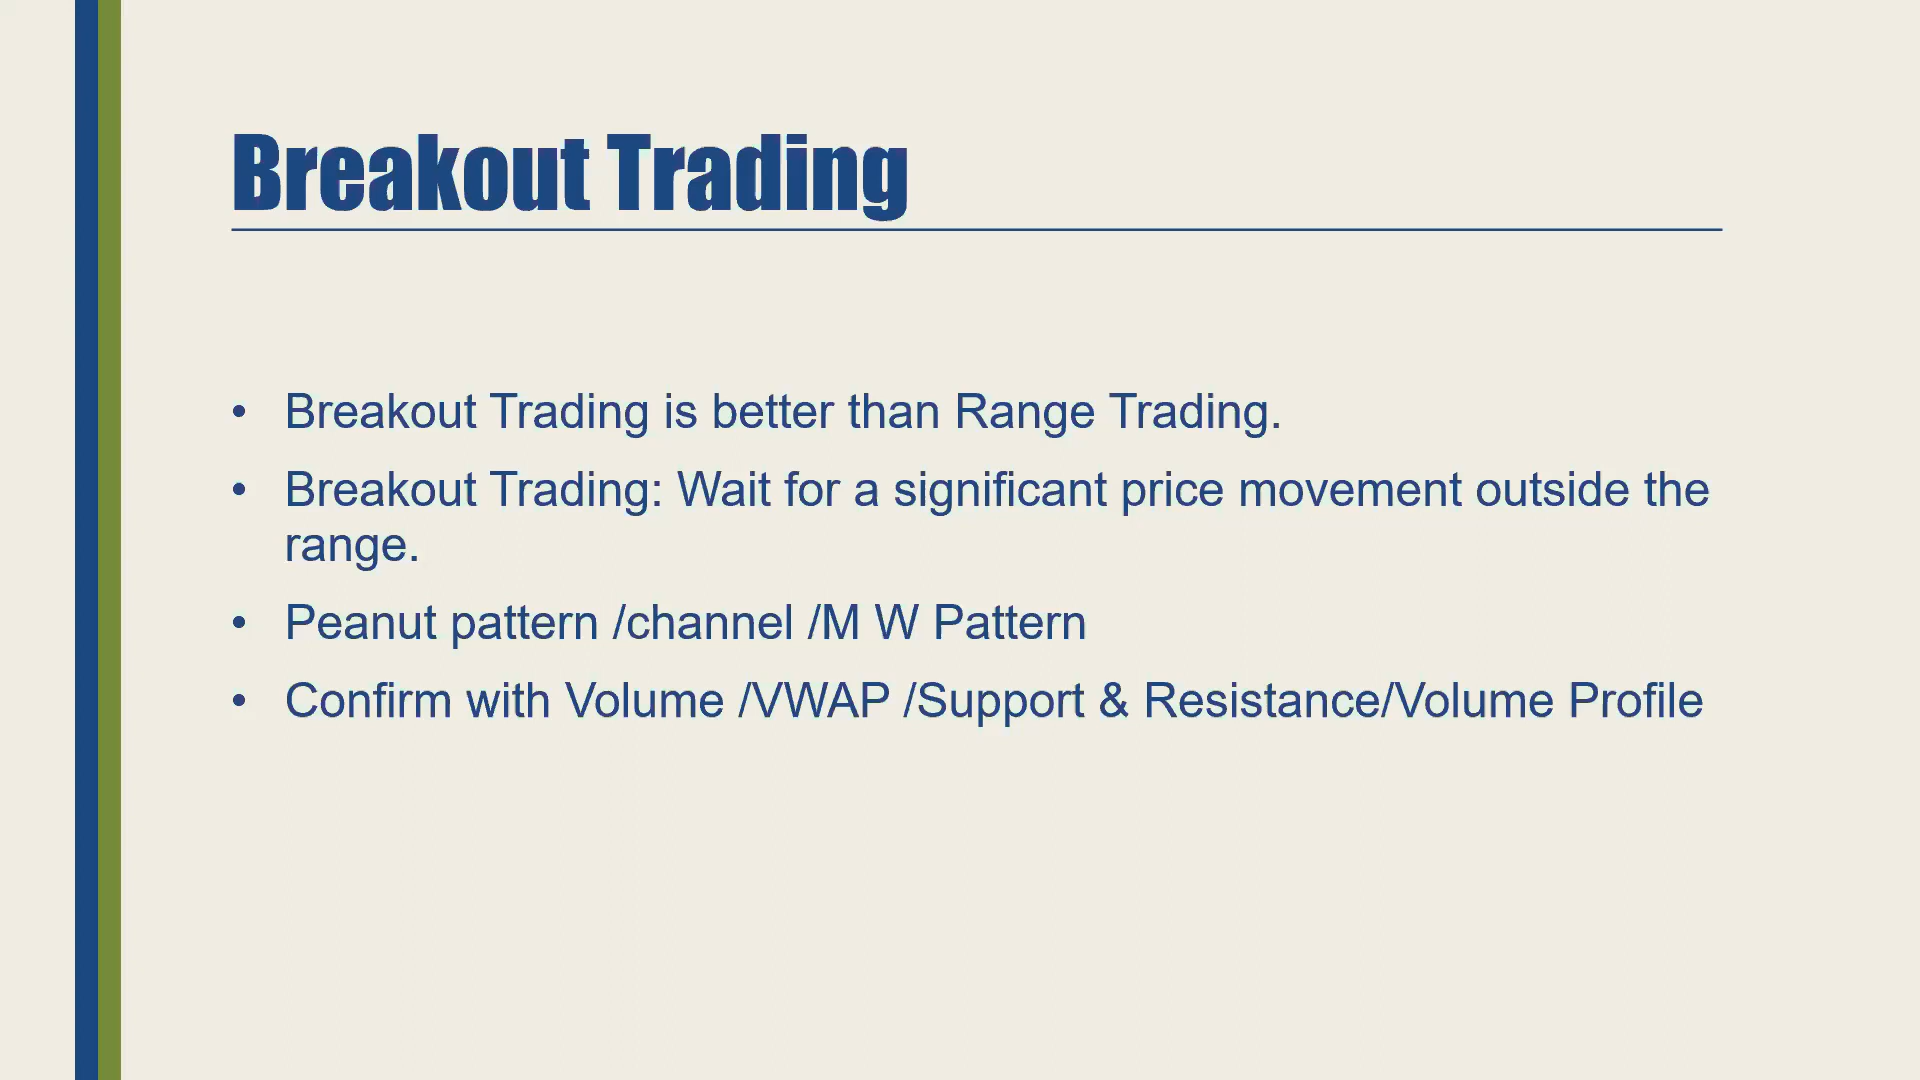 Breakout Trading
• Breakout Trading is better than Range Trading.
• Breakout Trading: Wait for a significant price movement outside the
range.
• Peanut pattern /channel /M W Pattern
• Confirm with Volume /VWAP /Support & Resistance/Volume Profile